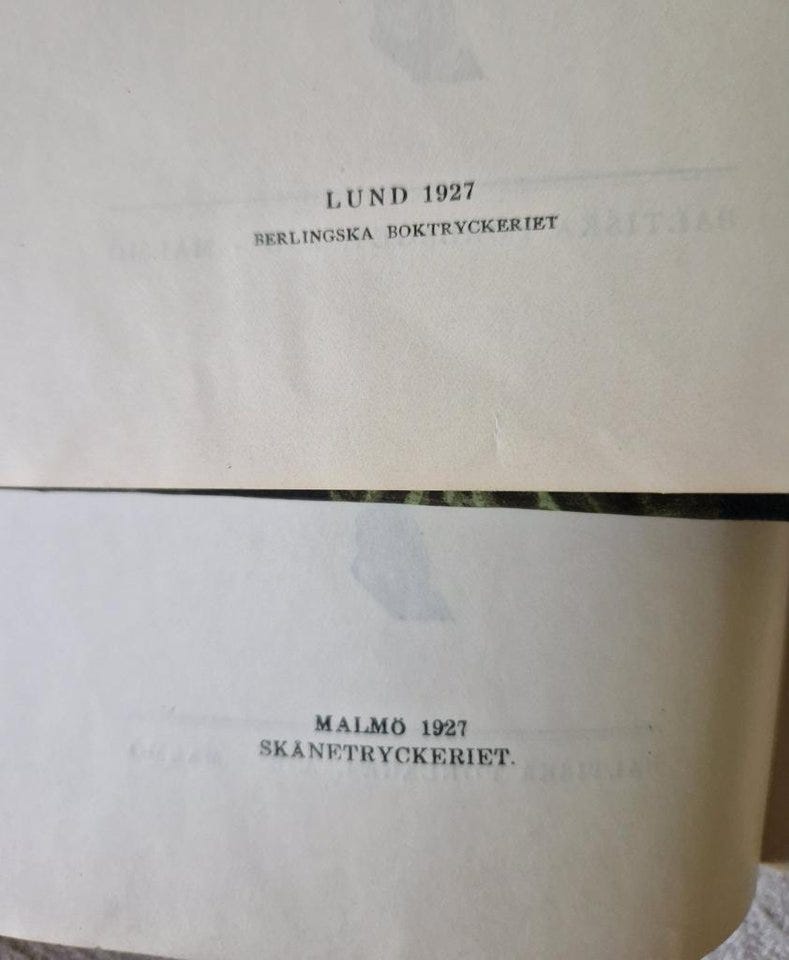 LUND 1927
BERLINGSKA BOKTRYCKERIET
MALMÖ 1927
SKÅNETRYCKERIET.